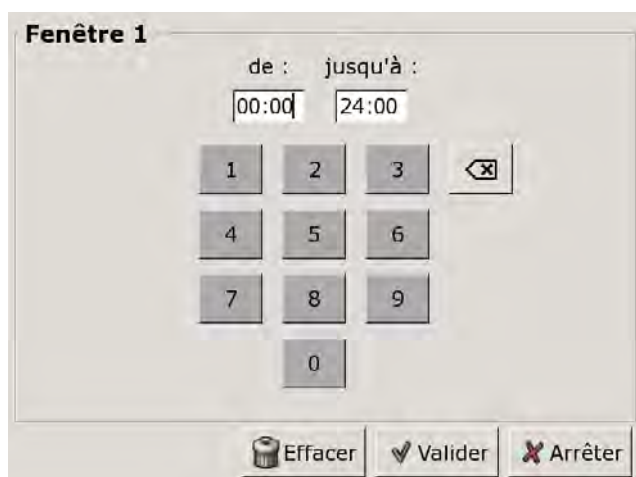 Fenêtre 1
de : jusqu'à :
00:00 24:00
1 2 3
4 5 6
7 8 9
0
Effacer Valider Arrêter